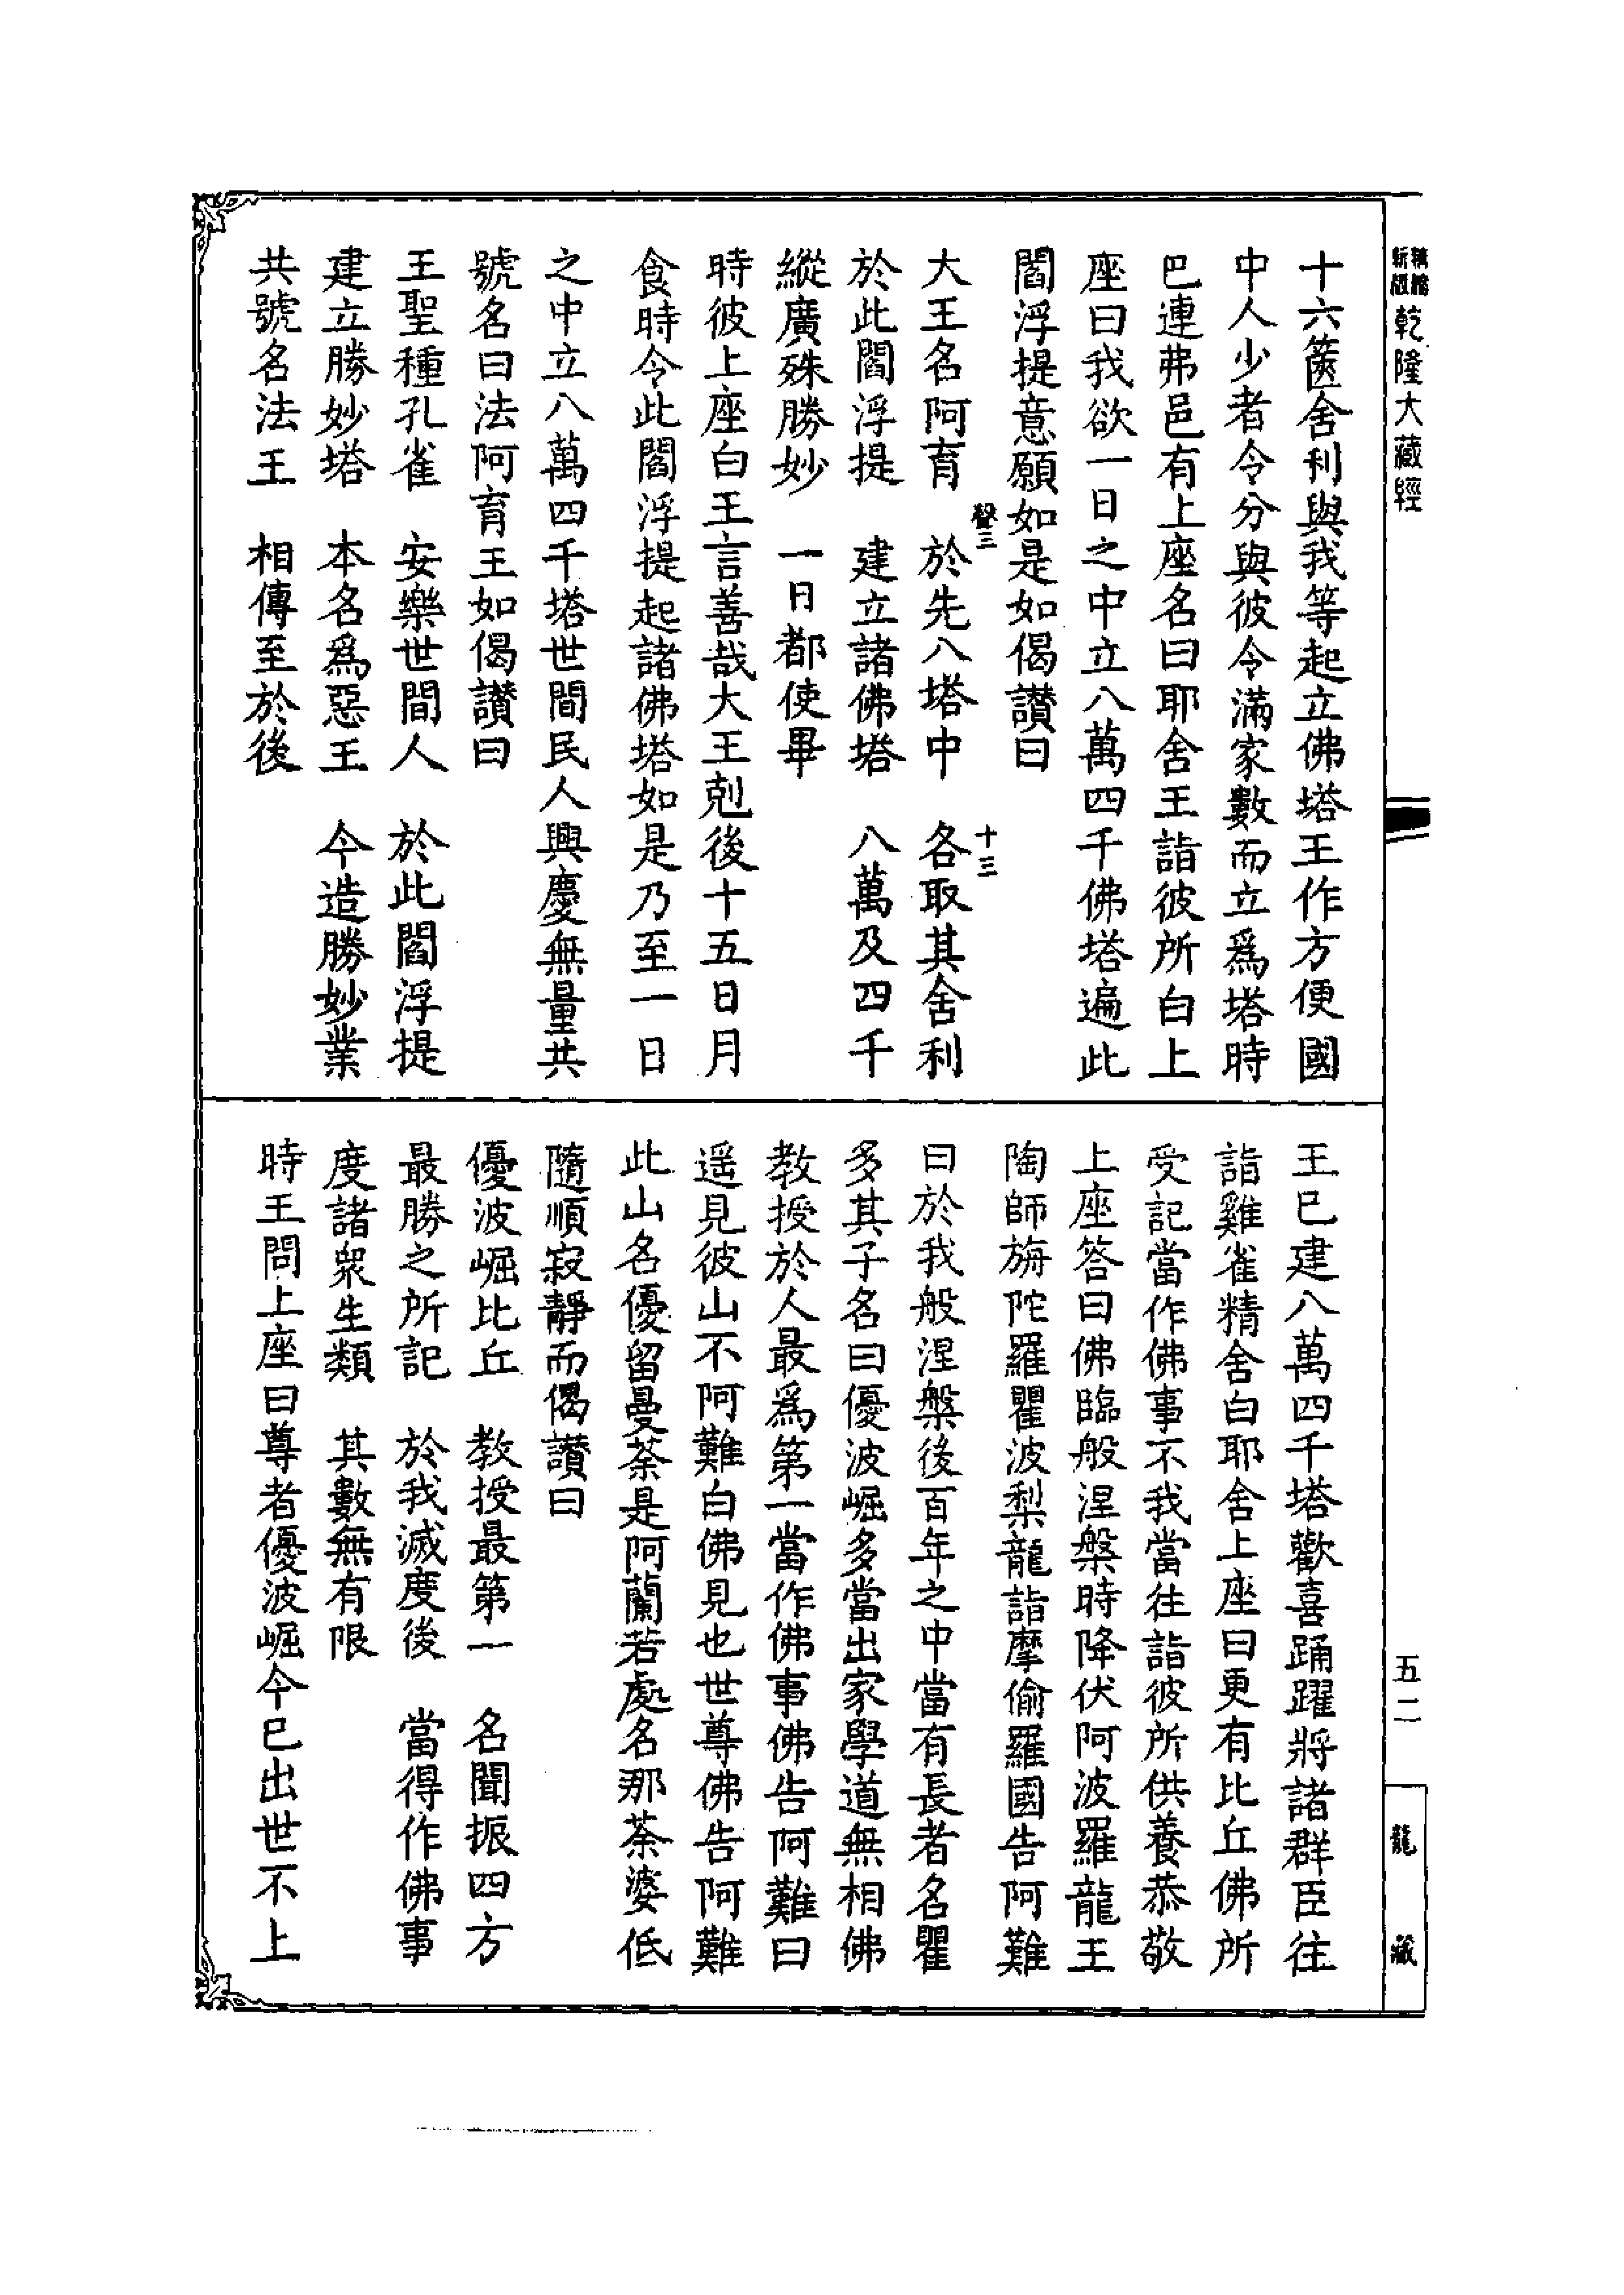 新版精縮乾隆大藏經
十六篋舍利與我等起立佛塔王作方便國
中人少者令分與彼令滿家數而立爲塔時
巴連弗邑有上座名曰耶舍王詣彼所白上
座曰我欲一日之中立八萬四千佛塔遍此
閻浮提意願如是如偈讃曰
聲三 十三
大王名阿育 於先八塔中 各取其舍利
於此閻浮提 建立諸佛塔 八萬及四千
縱廣殊勝妙 一日都使畢
時彼上座白王言善哉大王剋後十五日月
食時令此閻浮提起諸佛塔如是乃至一日
之中立八萬四千塔世間民人興慶無量共
號名曰法阿育王如偈讃曰
王聖種孔雀 安樂世間人 於此閻浮提
建立勝妙塔 本名爲惡王 今造勝妙業
共號名法王 相傳至於後
王已建八萬四千塔歡喜踊躍將諸群臣往
詣雞雀精舍白耶舍上座曰更有比丘佛所
受記當作佛事不我當往詣彼所供養恭敬
上座答曰佛臨般涅槃時降伏阿波羅龍王
陶師旃陀羅瞿波梨龍詣摩偷羅國告阿難
曰於我般涅槃後百年之中當有長者名瞿
多其子名曰優波崛多當出家學道無相佛
教授於人最爲第一當作佛事佛告阿難曰
遥見彼山不阿難白佛見也世尊佛告阿難
此山名優留曼荼是阿蘭若處名那荼婆低
隨順寂靜而偈讃曰
優波崛比丘 教授最第一 名聞振四方
最勝之所記 於我滅度後 當得作佛事
度諸衆生類 其數無有限
時王問上座曰尊者優波崛今已出世不上
五二
龍藏